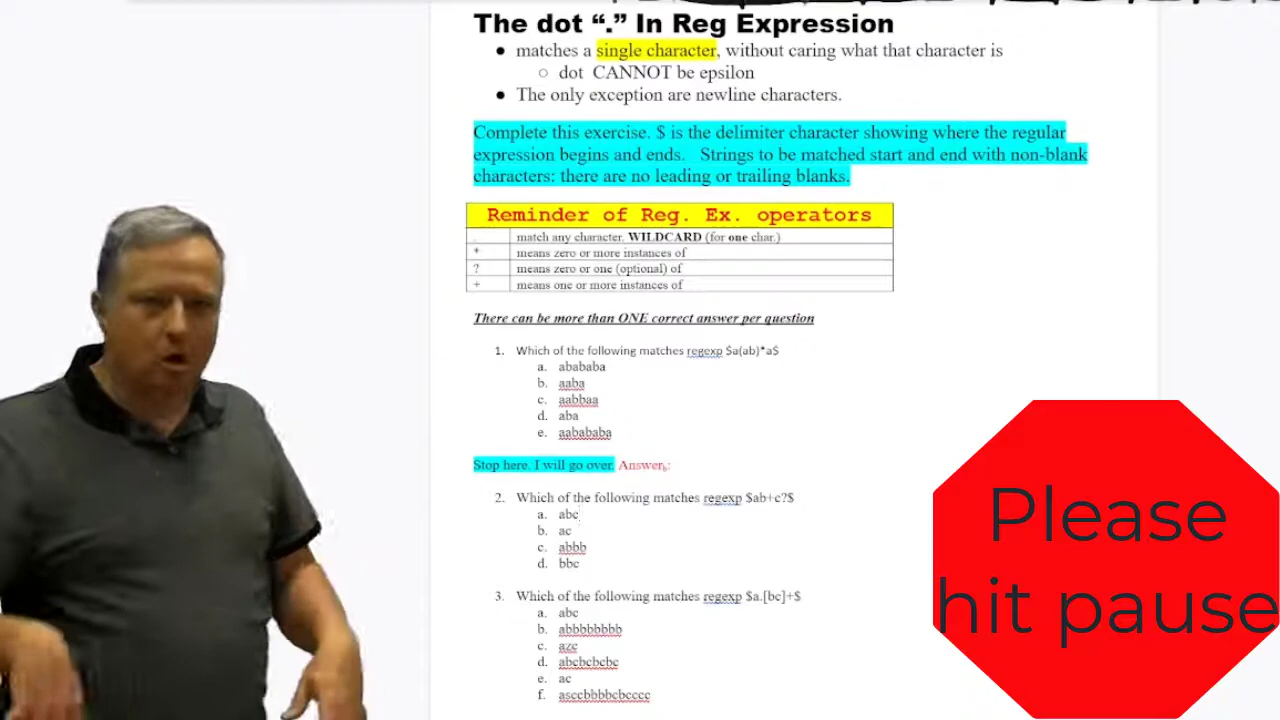 The dot “.” In Reg Expression
● matches a single character, without caring what that character is
○ dot CANNOT be epsilon
● The only exception are newline characters.
Complete this exercise. $ is the delimiter character showing where the regular
expression begins and ends. Strings to be matched start and end with non-blank
characters: there are no leading or trailing blanks.
Reminder of Reg. Ex. operators
. match any character. WILDCARD (for one char.)
* means zero or more instances of
? means zero or one (optional) of
+ means one or more instances of
There can be more than ONE correct answer per question
1. Which of the following matches regexp $a(ab)*a$
a. abababa
b. aaba
c. aabbaa
d. aba
e. aabababa
Stop here. I will go over. Answer,:
2. Which of the following matches regexp $ab+c?$
a. abc
b. ac
c. abbb
d. bbc
3. Which of the following matches regexp $a.[bc]+$
a. abc
b. abbbbbbbb
c. azc
d. abcbcbcbc
e. ac
f. asccbbbbcbcccc
Please
hit pause